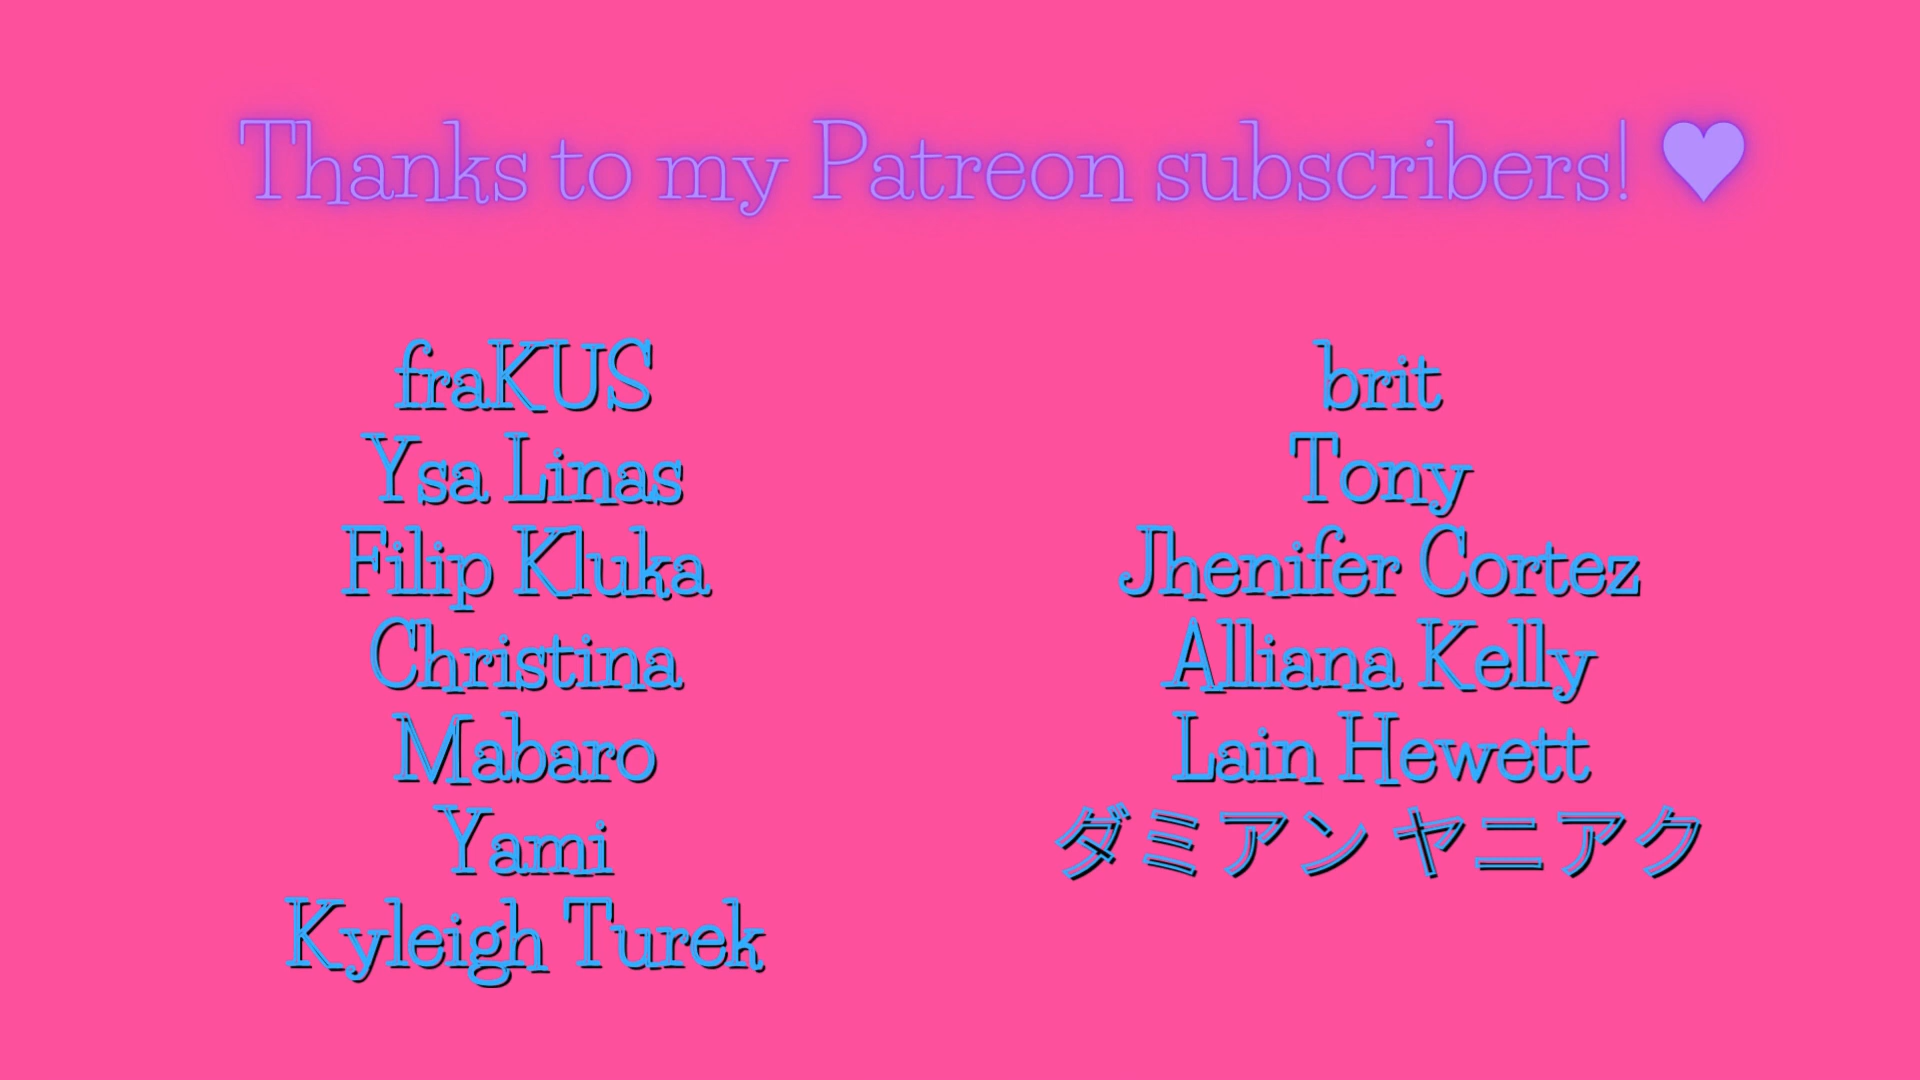 Thanks to my Patreon subscribers! ♥
fraKUS
Ysa Linas
Filip Kluka
Christina
Mabaro
Yami
Kyleigh Turek
brit
Tony
Jhenifer Cortez
Alliana Kelly
Lain Hewett
ダミアン ヤニアク